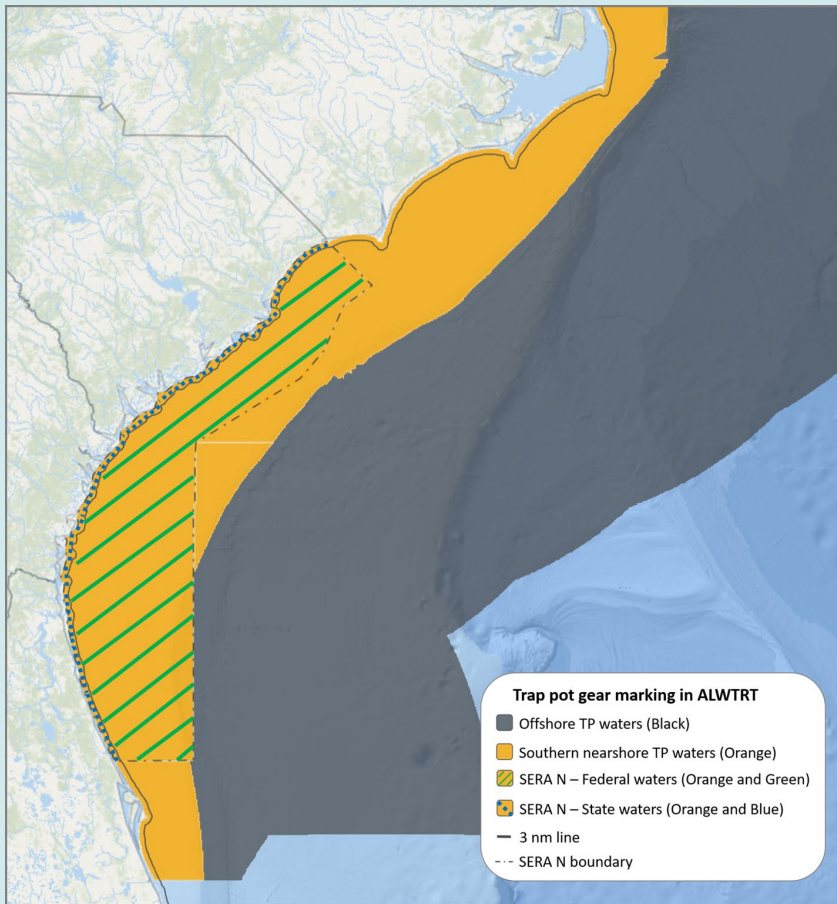 Trap pot gear marking in ALWTRT
Offshore TP waters (Black)
Southern nearshore TP waters (Orange)
SERA N – Federal waters (Orange and Green)
SERA N – State waters (Orange and Blue)
3 nm line
SERA N boundary